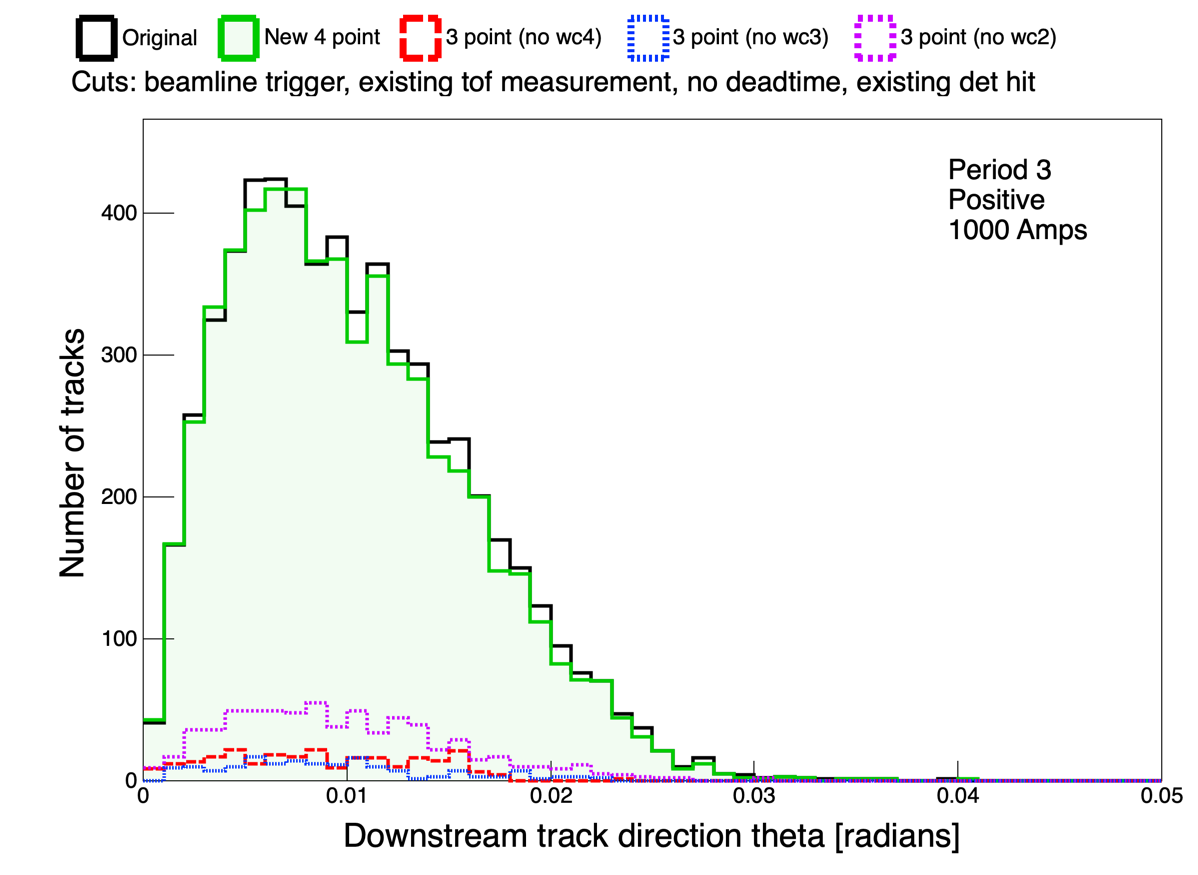 Original New 4 point 3 point (no wc4) 3 point (no wc3) 3 point (no wc2)
Cuts: beamline trigger, existing tof measurement, no deadtime, existing det hit
Period 3
Positive
1000 Amps
400
300
200
100
0
Number of tracks
0 0.01 0.02 0.03 0.04 0.05
Downstream track direction theta [radians]